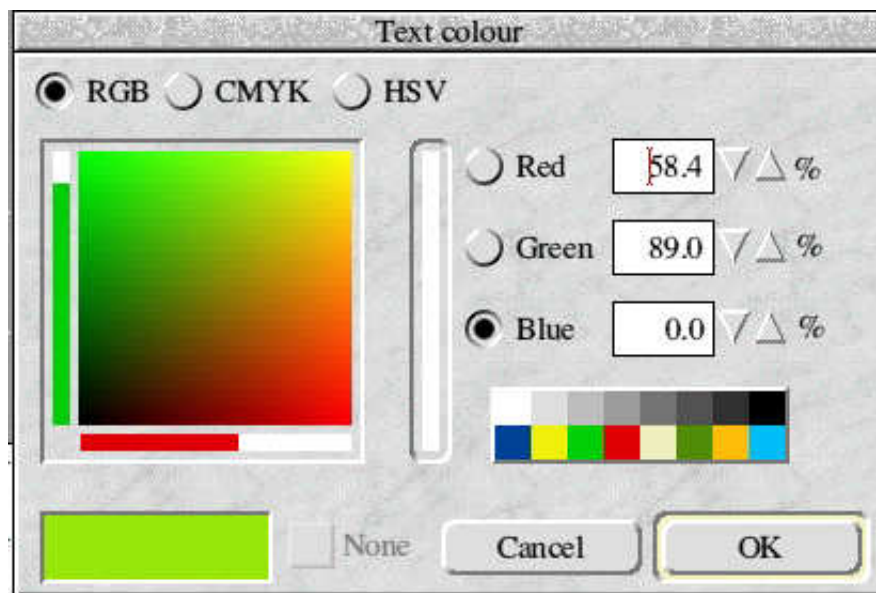 Text colour
RGB CMYK HSV
Red 58.4 %
Green 89.0 %
Blue 0.0 %
None Cancel OK